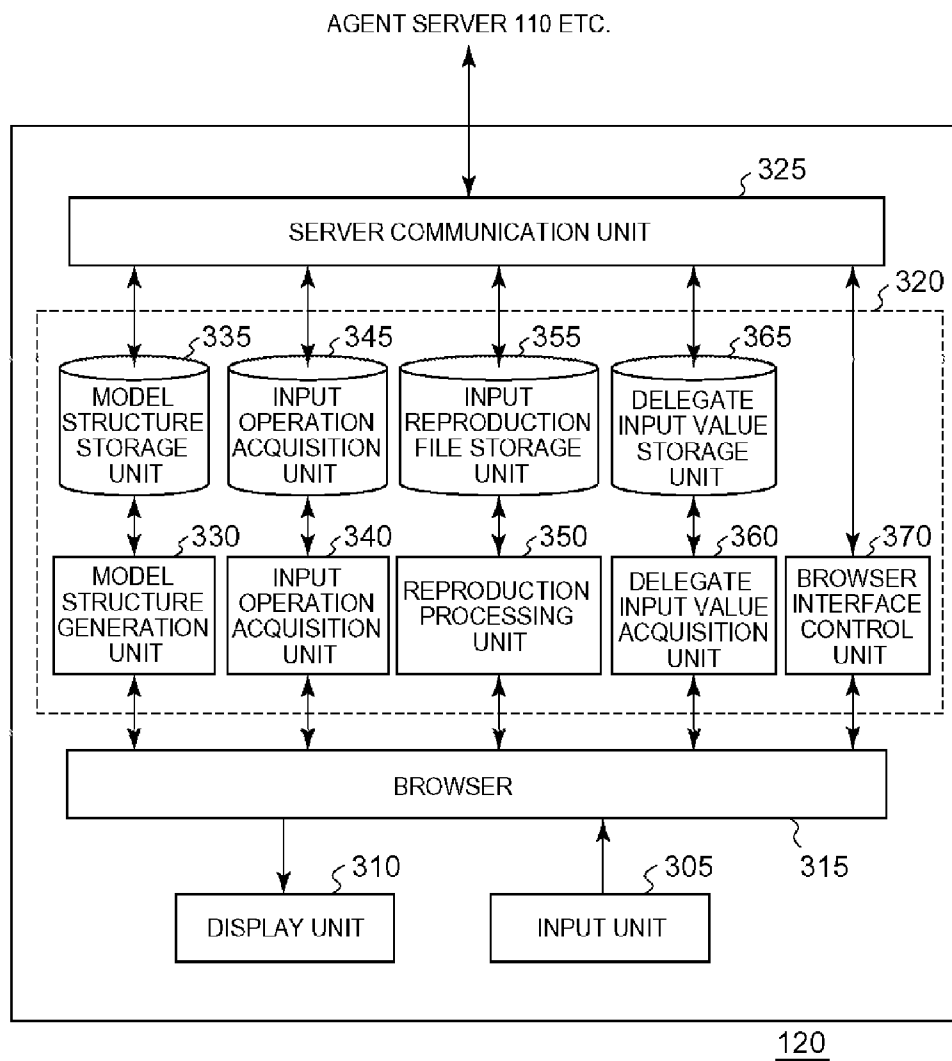 AGENT SERVER 110 ETC.
325
SERVER COMMUNICATION UNIT
320
335
345
355
365
MODEL
STRUCTURE
STORAGE
UNIT
INPUT
OPERATION
ACQUISITION
UNIT
INPUT
REPRODUCTION
FILE STORAGE
UNIT
DELEGATE
INPUT VALUE
STORAGE
UNIT
330
340
350
360
370
MODEL
STRUCTURE
GENERATION
UNIT
INPUT
OPERATION
ACQUISITION
UNIT
REPRODUCTION
PROCESSING
UNIT
DELEGATE
INPUT VALUE
ACQUISITION
UNIT
BROWSER
INTERFACE
CONTROL
UNIT
BROWSER
315
310
305
DISPLAY UNIT
INPUT UNIT
120